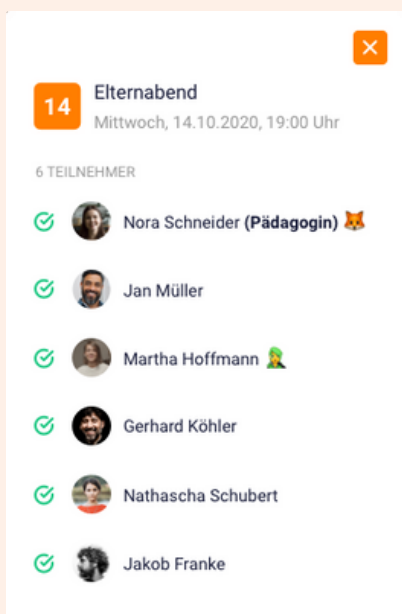 14
Elternabend
Mittwoch, 14.10.2020, 19:00 Uhr
6 TEILNEHMER
Nora Schneider (Pädagogin) 🦊
Jan Müller
Martha Hoffmann 🧝‍♀️
Gerhard Köhler
Nathascha Schubert
Jakob Franke